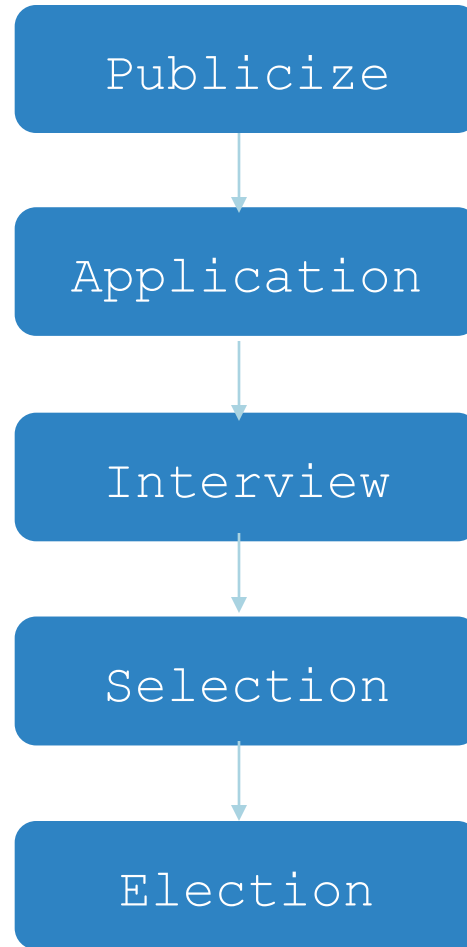 Publicize
Application
Interview
Selection
Election